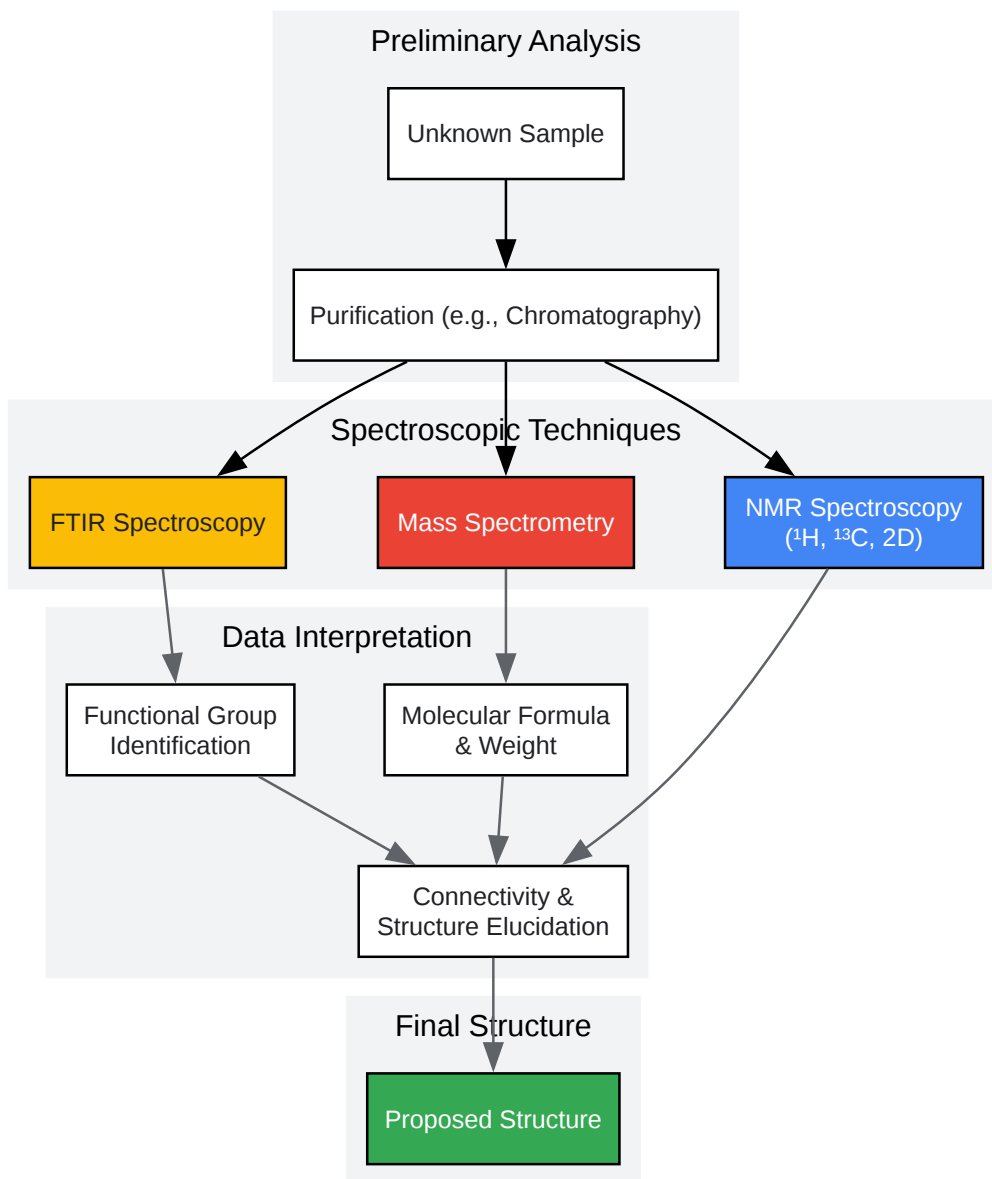 Preliminary Analysis
Unknown Sample
Purification (e.g., Chromatography)
Spectroscopic Techniques
FTIR Spectroscopy
Mass Spectrometry
NMR Spectroscopy
(¹H, ¹³C, 2D)
Data Interpretation
Functional Group
Identification
Molecular Formula
& Weight
Connectivity &
Structure Elucidation
Final Structure
Proposed Structure